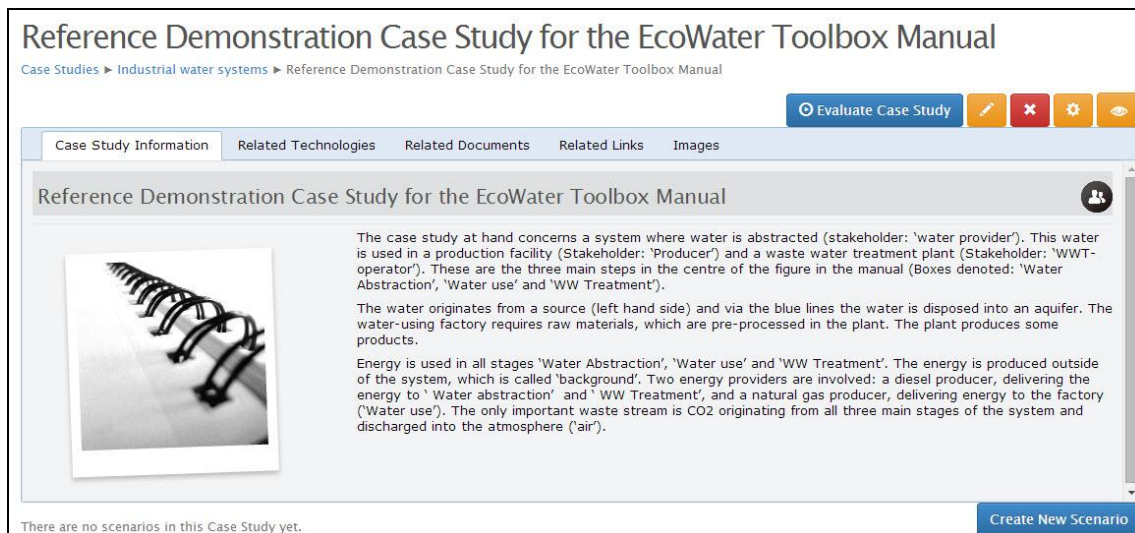 Reference Demonstration Case Study for the EcoWater Toolbox Manual
Case Studies ► Industrial water systems ► Reference Demonstration Case Study for the EcoWater Toolbox Manual
Evaluate Case Study
Case Study Information Related Technologies Related Documents Related Links Images
Reference Demonstration Case Study for the EcoWater Toolbox Manual
The case study at hand concerns a system where water is abstracted (stakeholder: ‘water provider’). This water
is used in a production facility (Stakeholder: ‘Producer’) and a waste water treatment plant (Stakeholder: ‘WWT-
operator’). These are the three main steps in the centre of the figure in the manual (Boxes denoted: ‘Water
Abstraction’, ‘Water use’ and ‘WW Treatment’).
The water originates from a source (left hand side) and via the blue lines the water is disposed into an aquifer. The
water-using factory requires raw materials, which are pre-processed in the plant. The plant produces some
products.
Energy is used in all stages ‘Water Abstraction’, ‘Water use’ and ‘WW Treatment’. The energy is produced outside
of the system, which is called ‘background’. Two energy providers are involved: a diesel producer, delivering the
energy to ‘ Water abstraction’ and ‘ WW Treatment’, and a natural gas producer, delivering energy to the factory
(‘Water use’). The only important waste stream is CO2 originating from all three main stages of the system and
discharged into the atmosphere (‘air’).
There are no scenarios in this Case Study yet.
Create New Scenario